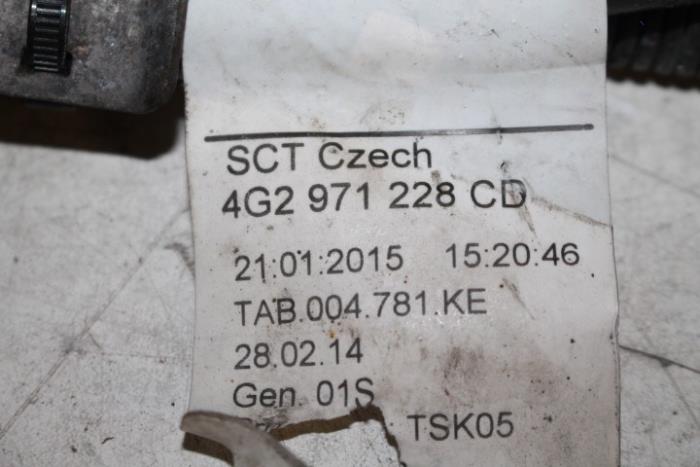 SCT Czech
4G2 971 228 CD
21:01:2015 15:20:46
TAB.004.781.KE
28.02.14
Gen. 01S
: TSK05